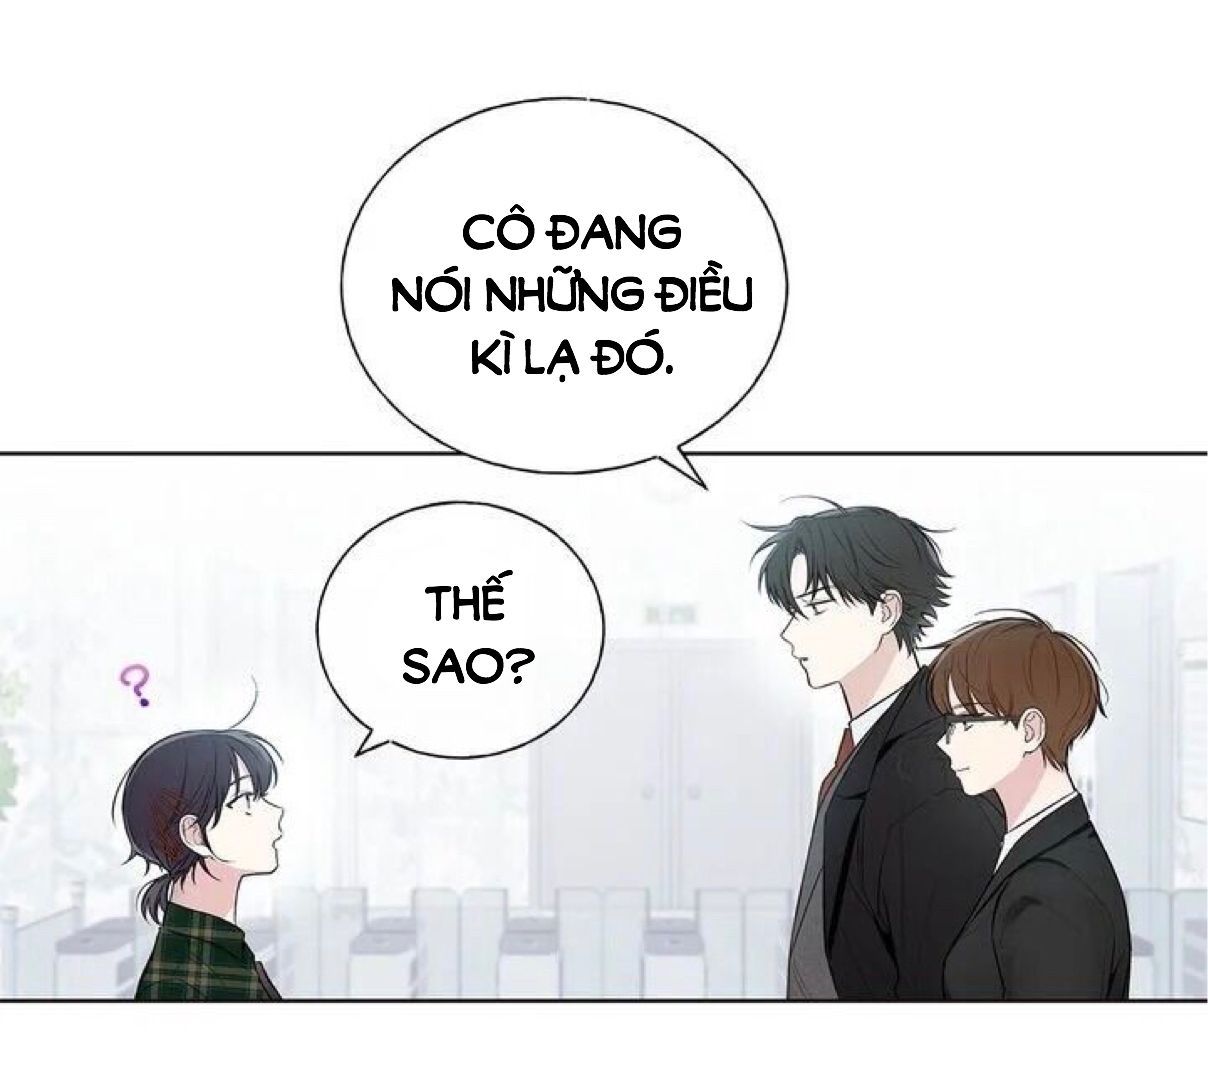 CÔ ĐANG
NÓI NHỮNG ĐIỀU
KÌ LẠ ĐÓ.
THẾ
SAO?
?